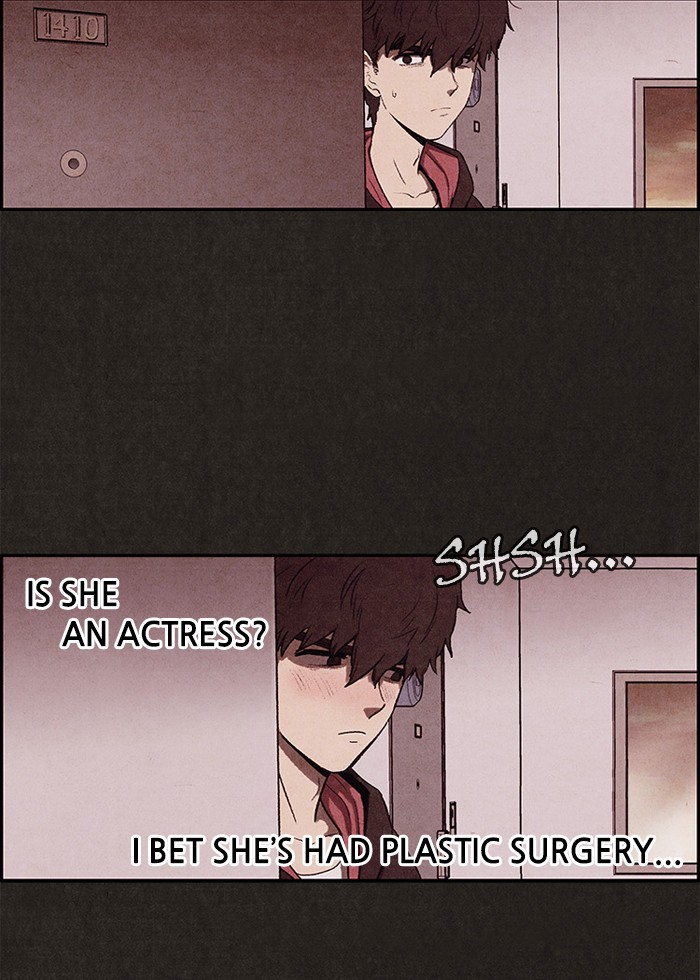 1410
SHSH...
IS SHE
AN ACTRESS?
I BET SHE'S HAD PLASTIC SURGERY...